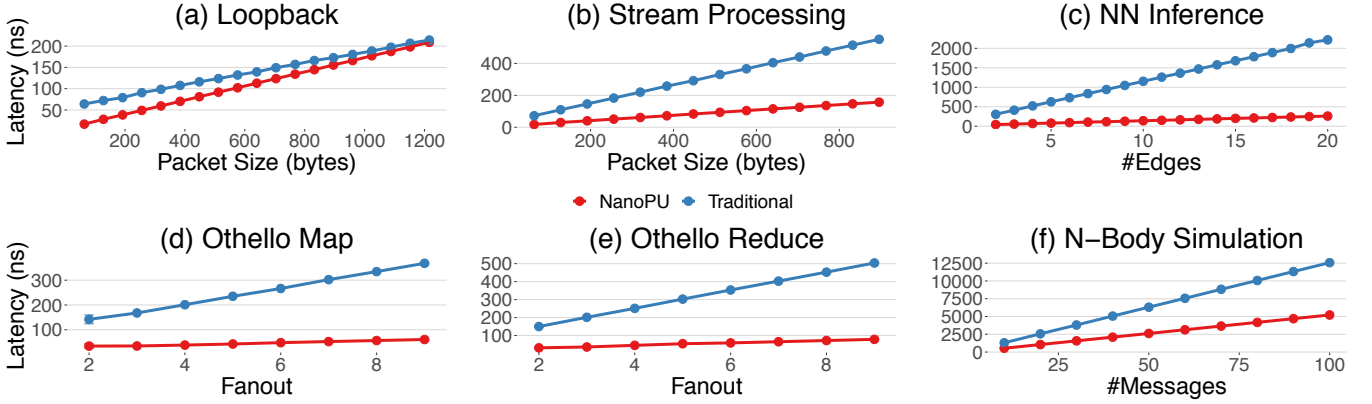 (a) Loopback
Latency (ns)
200
150
100
50
200 400 600 800 1000 1200
Packet Size (bytes)
(b) Stream Processing
400
200
0
200 400 600 800
Packet Size (bytes)
(c) NN Inference
2000
1500
1000
500
0
5 10 15 20
#Edges
NanoPU Traditional
(d) Othello Map
Latency (ns)
300
200
100
2 4 6 8
Fanout
(e) Othello Reduce
500
400
300
200
100
2 4 6 8
Fanout
(f) N−Body Simulation
12500
10000
7500
5000
2500
0
25 50 75 100
#Messages